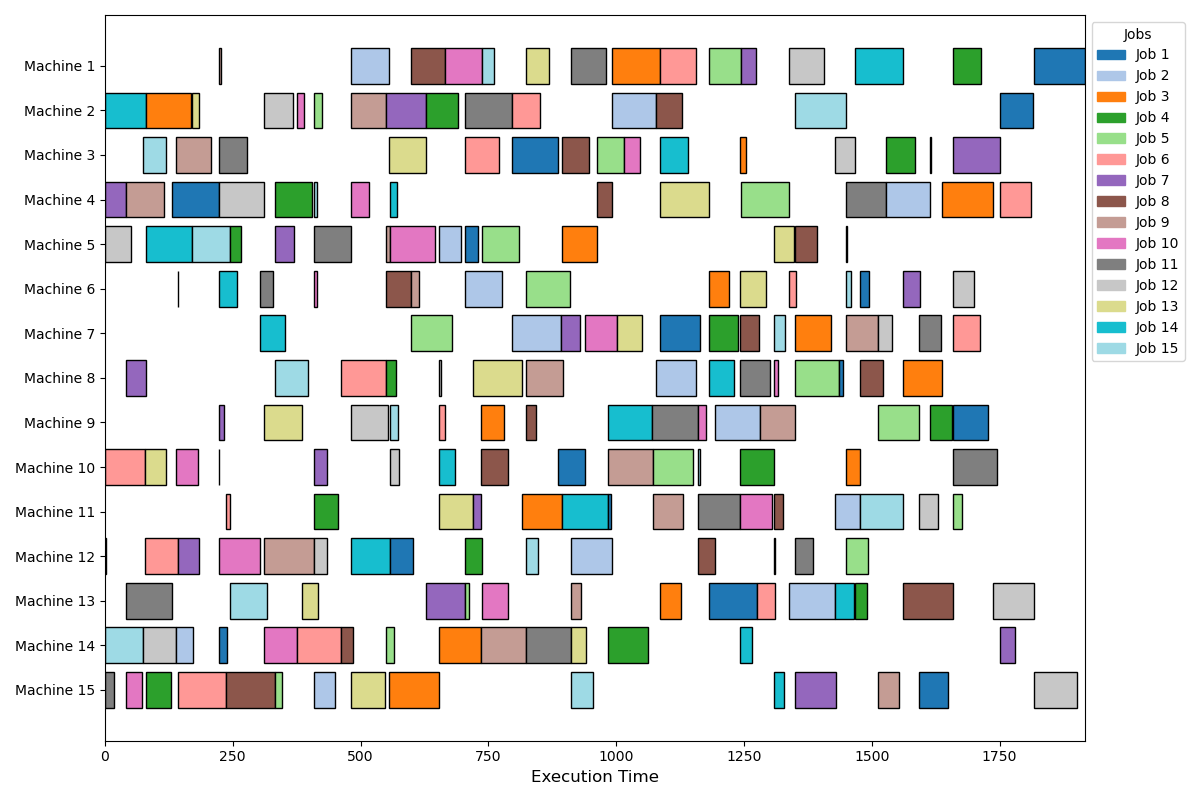 Machine 1
Machine 2
Machine 3
Machine 4
Machine 5
Machine 6
Machine 7
Machine 8
Machine 9
Machine 10
Machine 11
Machine 12
Machine 13
Machine 14
Machine 15
0 250 500 750 1000 1250 1500 1750
Execution Time
Jobs
Job 1
Job 2
Job 3
Job 4
Job 5
Job 6
Job 7
Job 8
Job 9
Job 10
Job 11
Job 12
Job 13
Job 14
Job 15